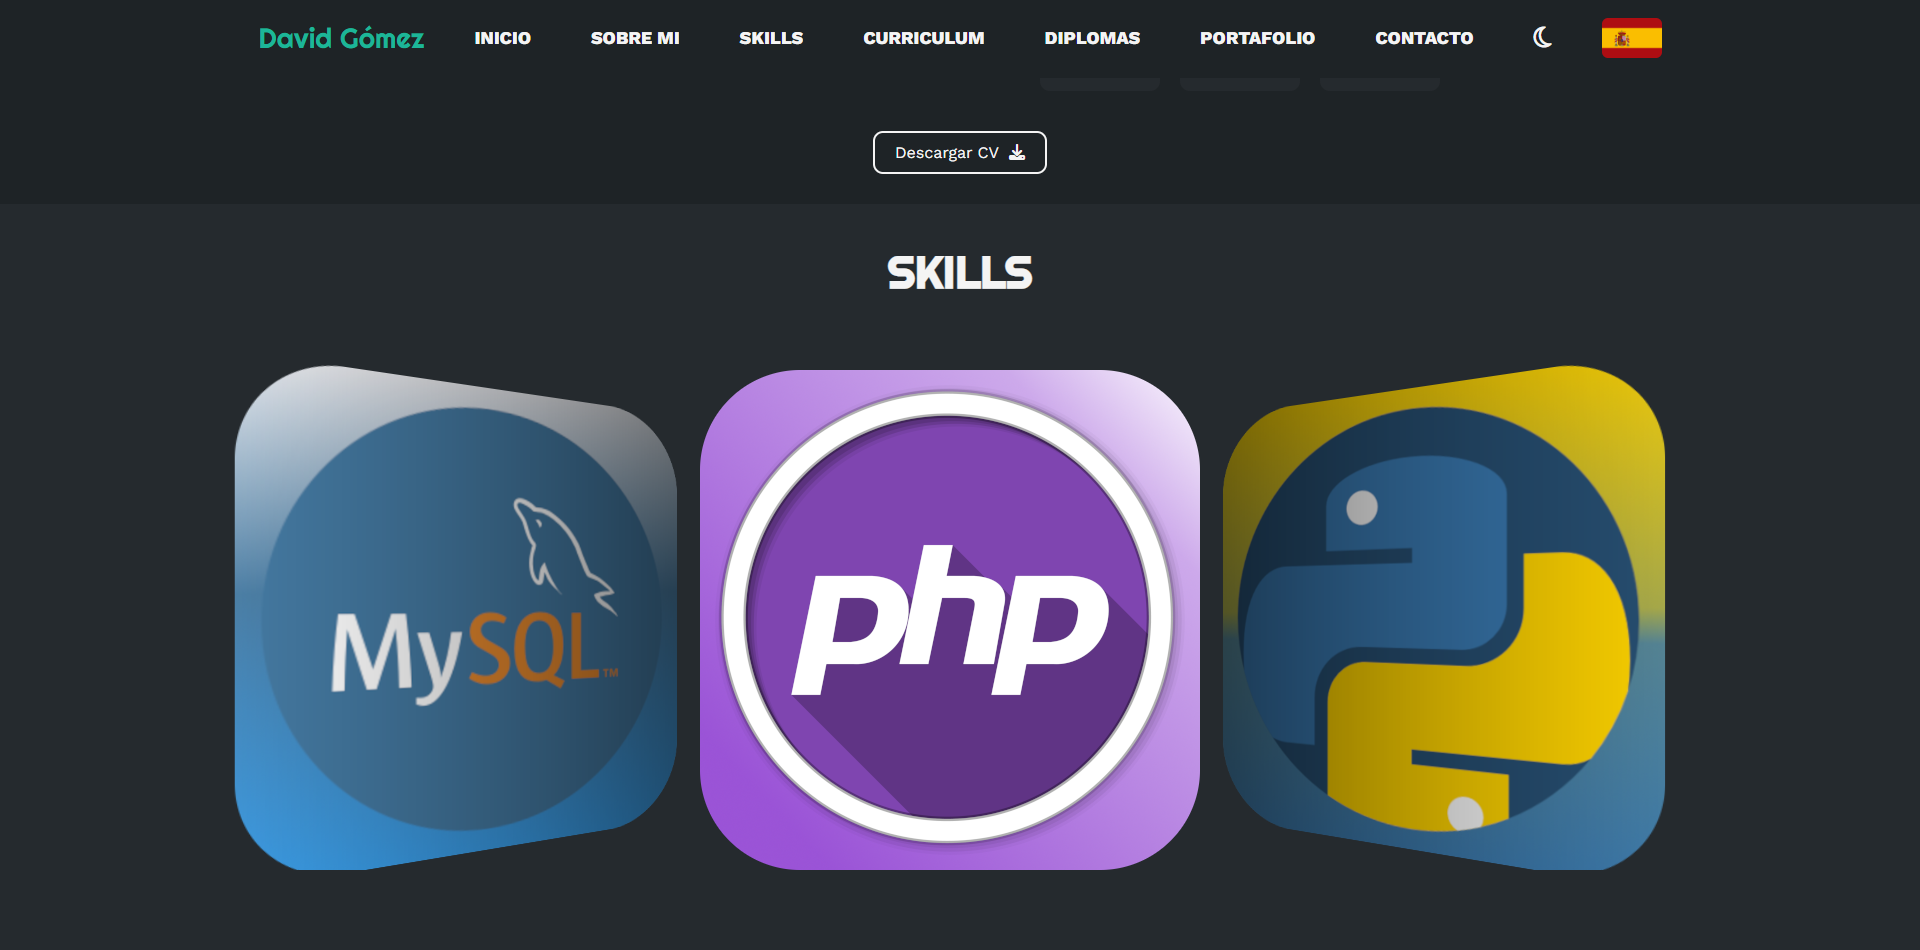 David Gómez INICIO SOBRE MI SKILLS CURRICULUM DIPLOMAS PORTAFOLIO CONTACTO
Descargar CV
SKILLS
MySQL™
php